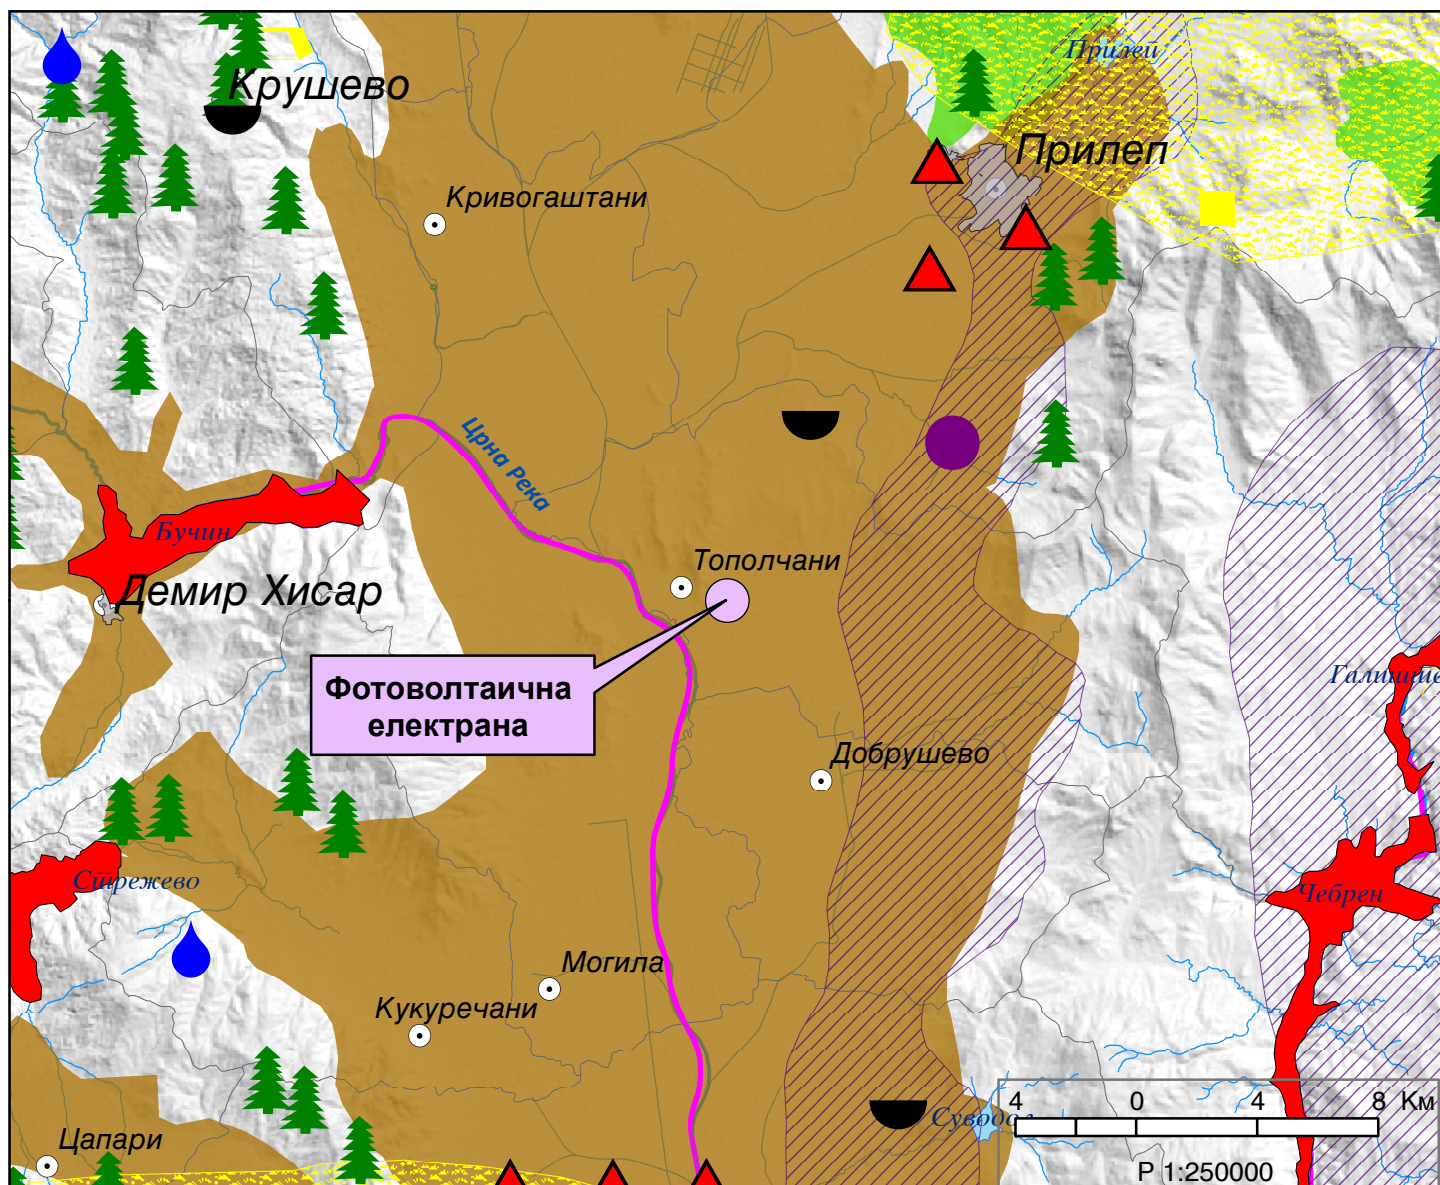 Прилеп
Крушево
Прилеп
Кривогаштани
Црна Река
Бучин
Тополчани
Демир Хисар
Фотоволтаична
електрана
Добрушево
Стрежево
Чебрен
Могила
Кукуречани
4 0 4 8 Км
Суводол
Цапари
Р 1:250000